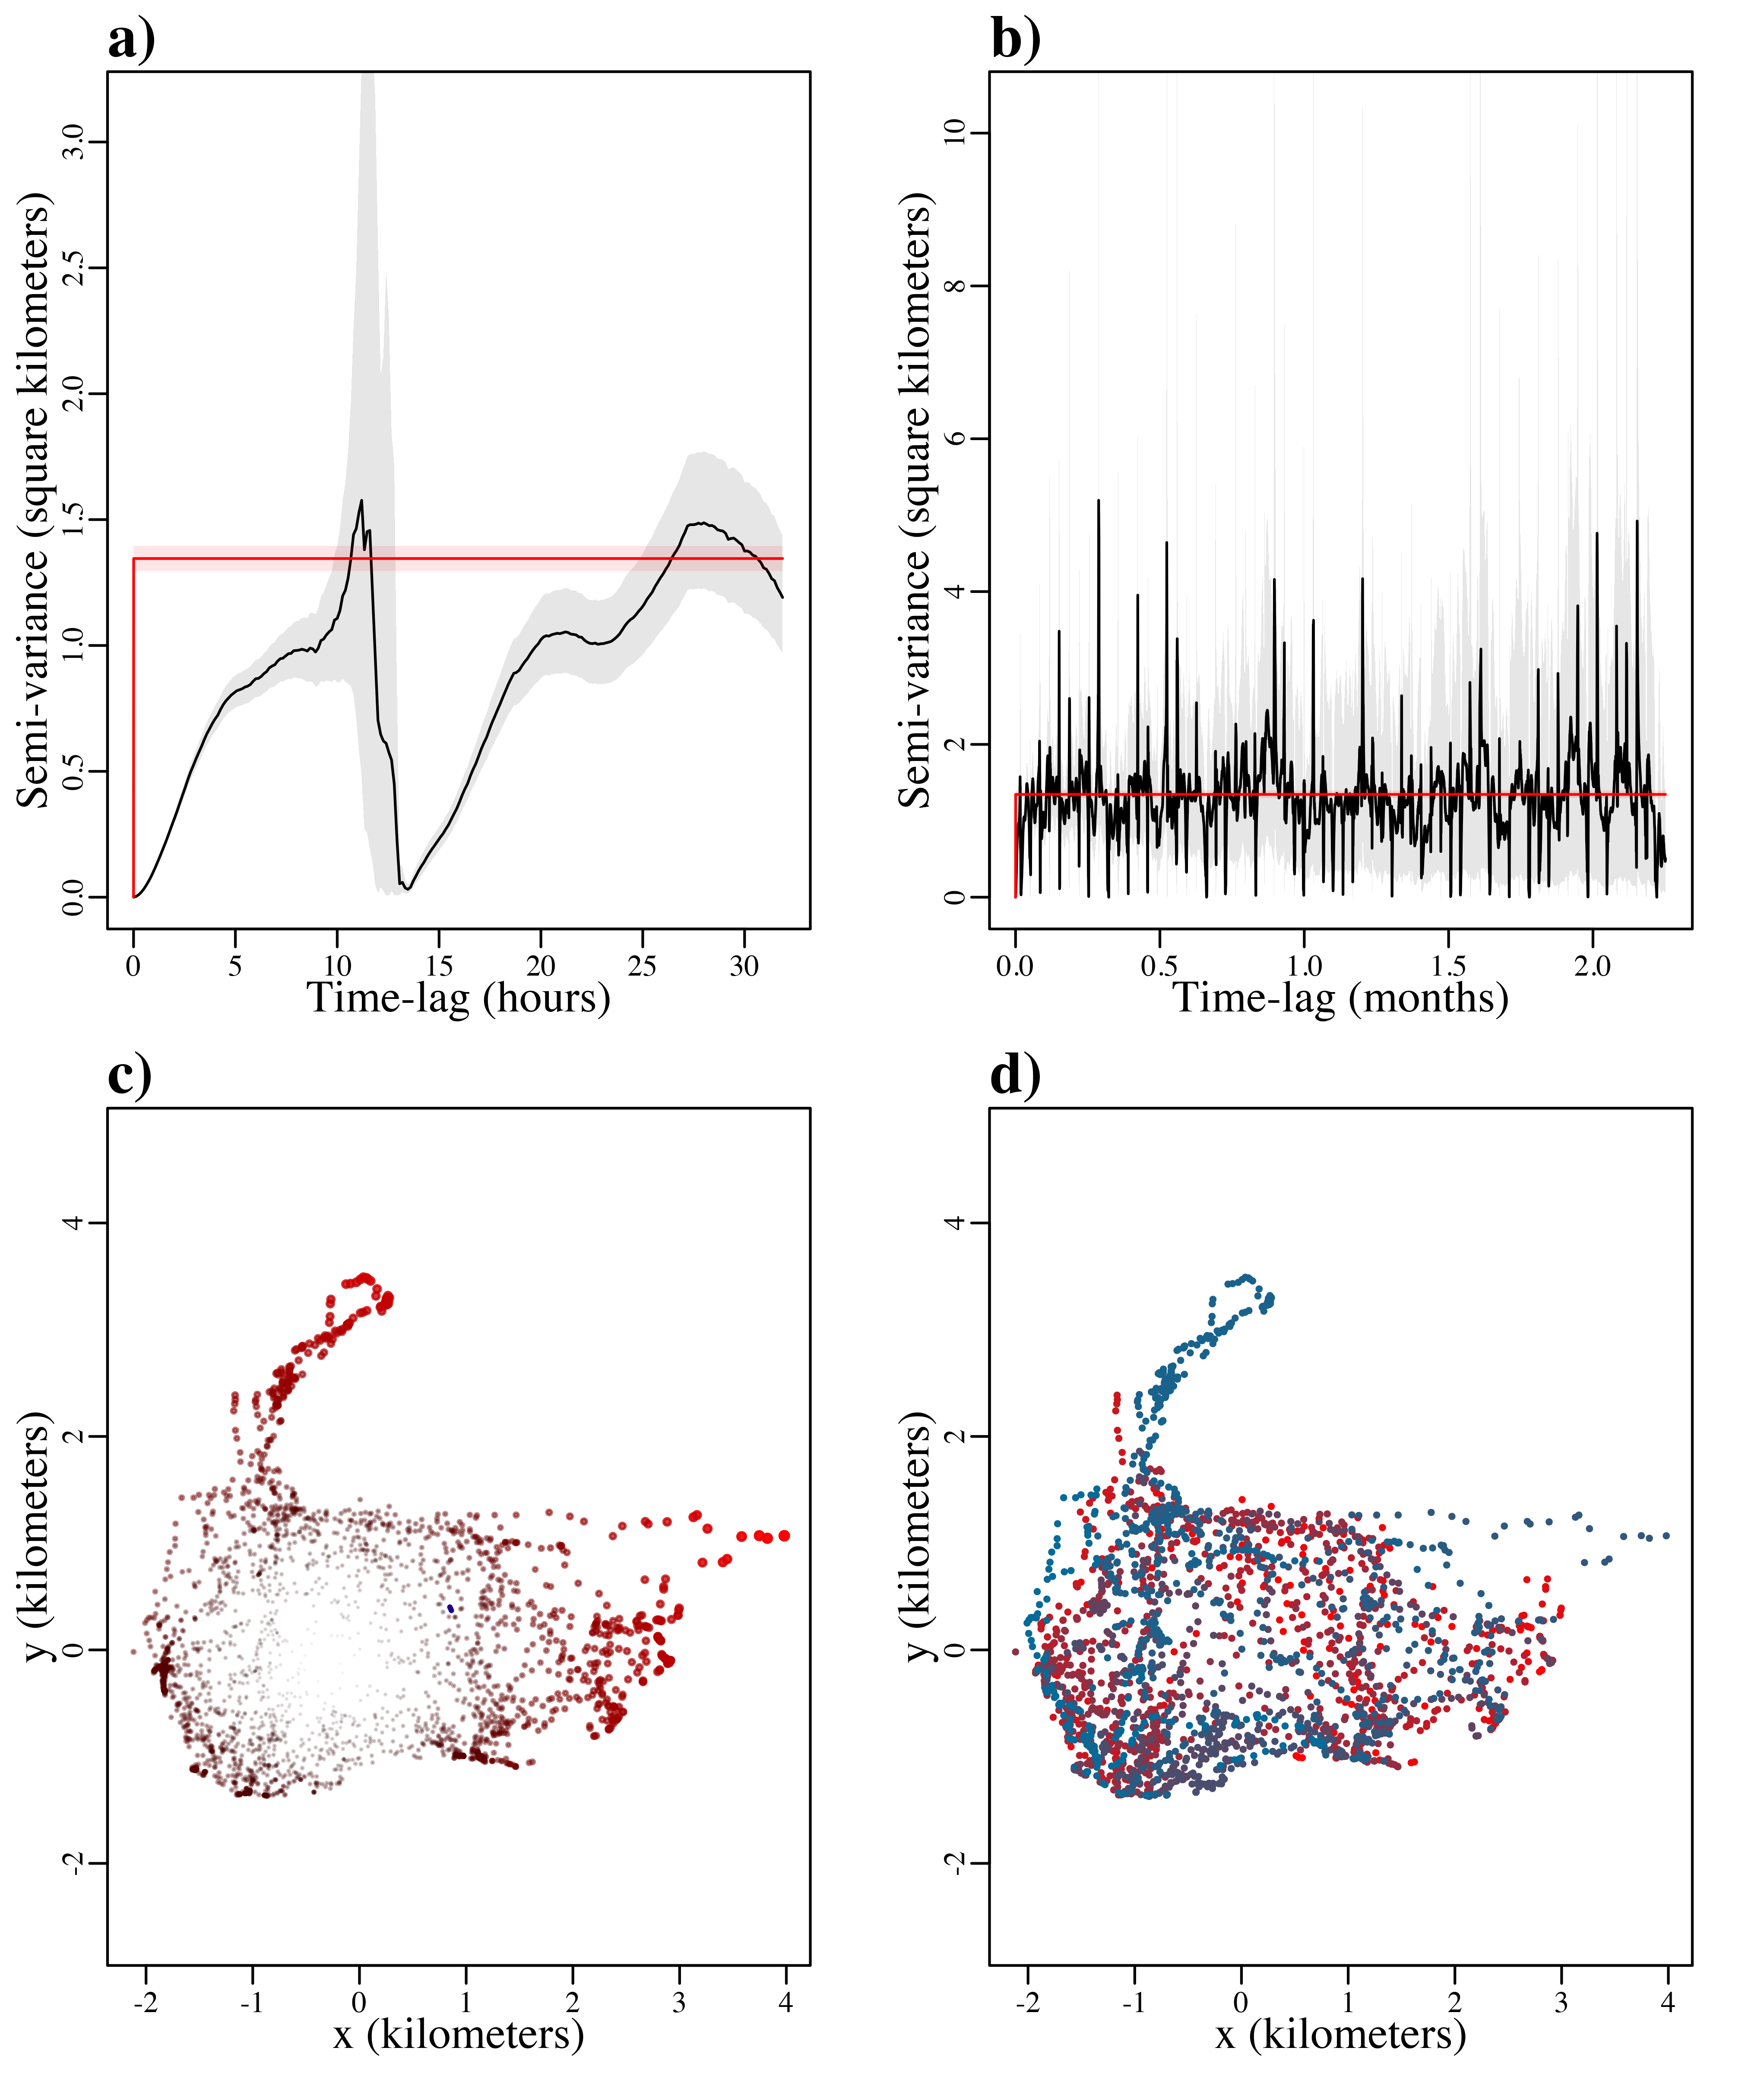 a)
Semi-variance (square kilometers)
0.0 0.5 1.0 1.5 2.0 2.5 3.0
0 5 10 15 20 25 30
Time-lag (hours)
b)
Semi-variance (square kilometers)
0 2 4 6 8 10
0.0 0.5 1.0 1.5 2.0
Time-lag (months)
c)
y (kilometers)
-2 0 2 4
-2 -1 0 1 2 3 4
x (kilometers)
d)
y (kilometers)
-2 0 2 4
-2 -1 0 1 2 3 4
x (kilometers)